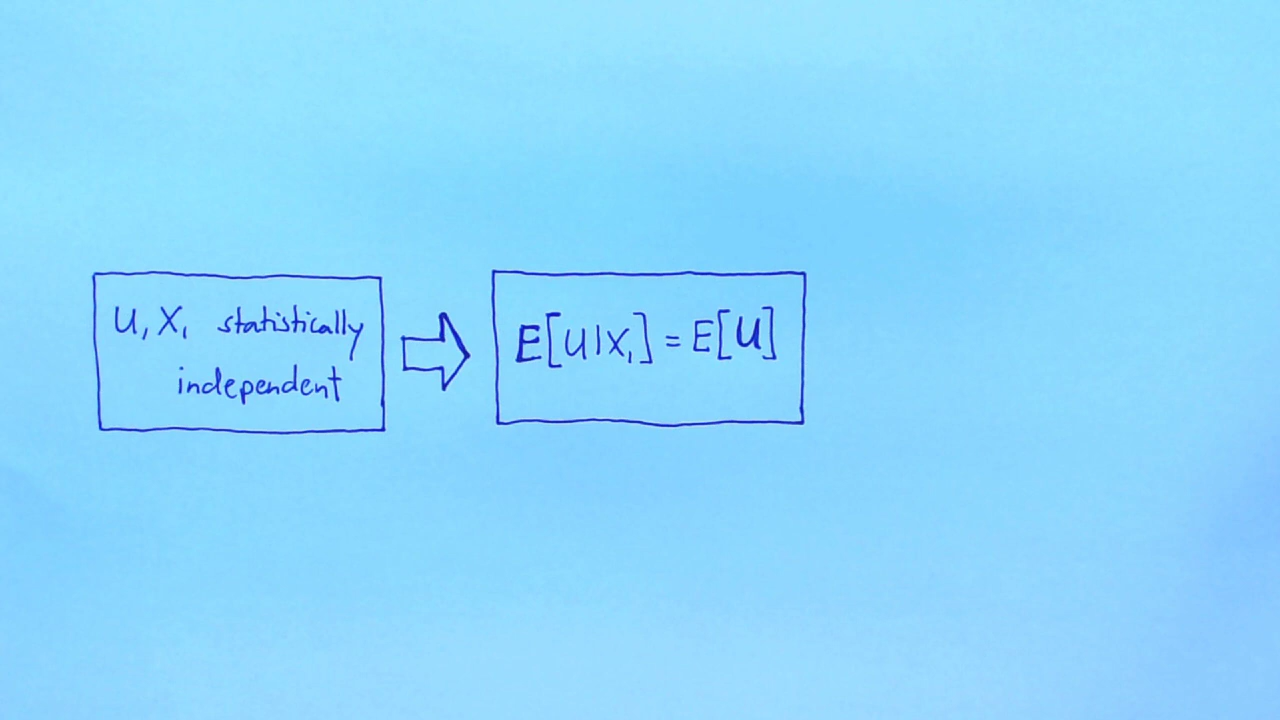 U, X₁ statistically
independent
E[U|X₁] = E[U]